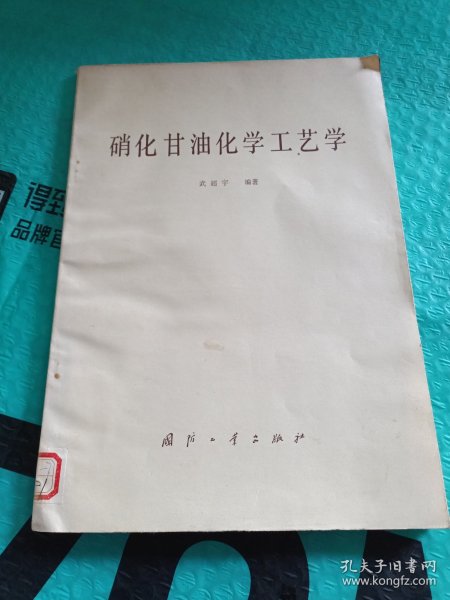 硝化甘油化学工艺学
编著
国防工业出版社
得到
品牌
孔夫子旧书网
www.kongfz.com